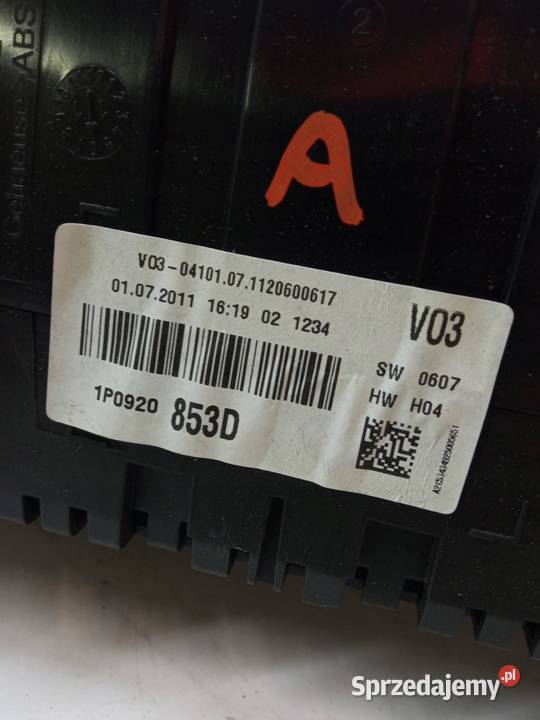 2
>ABS
A
V03-04101.07.1120600617
01.07.2011 16:19 02 1234
V03
SW 0607
HW H04
1P0920 853D
Sprzedajemy.pl